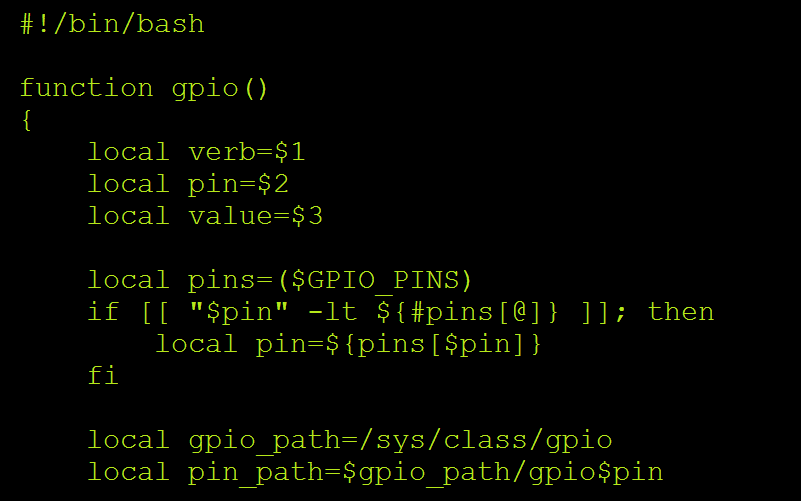 #!/bin/bash

function gpio()
{
    local verb=$1
    local pin=$2
    local value=$3

    local pins=($GPIO_PINS)
    if [[ "$pin" -lt ${#pins[@]} ]]; then
        local pin=${pins[$pin]}
    fi

    local gpio_path=/sys/class/gpio
    local pin_path=$gpio_path/gpio$pin